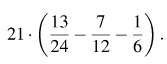 21 · (13/24 − 7/12 − 1/6).